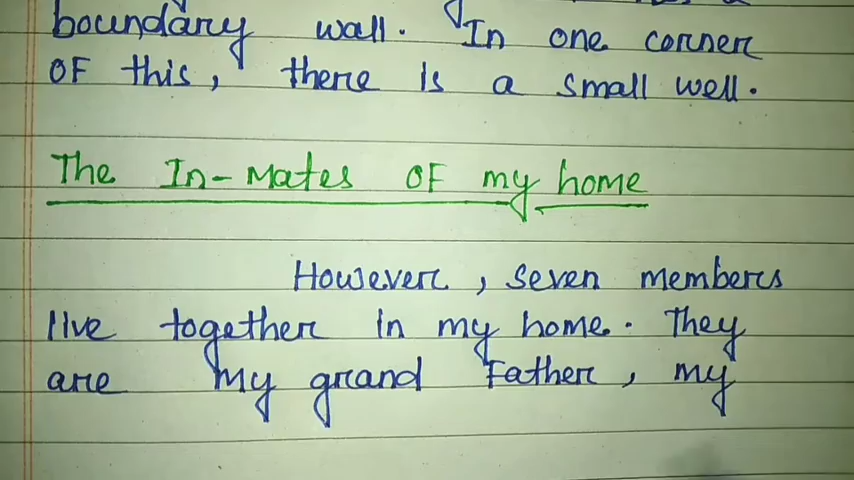 boundary wall. In one corner
OF this, there is a small well.
The In-Mates OF my home
However, seven members
live together in my home. They
are my grand Father, my